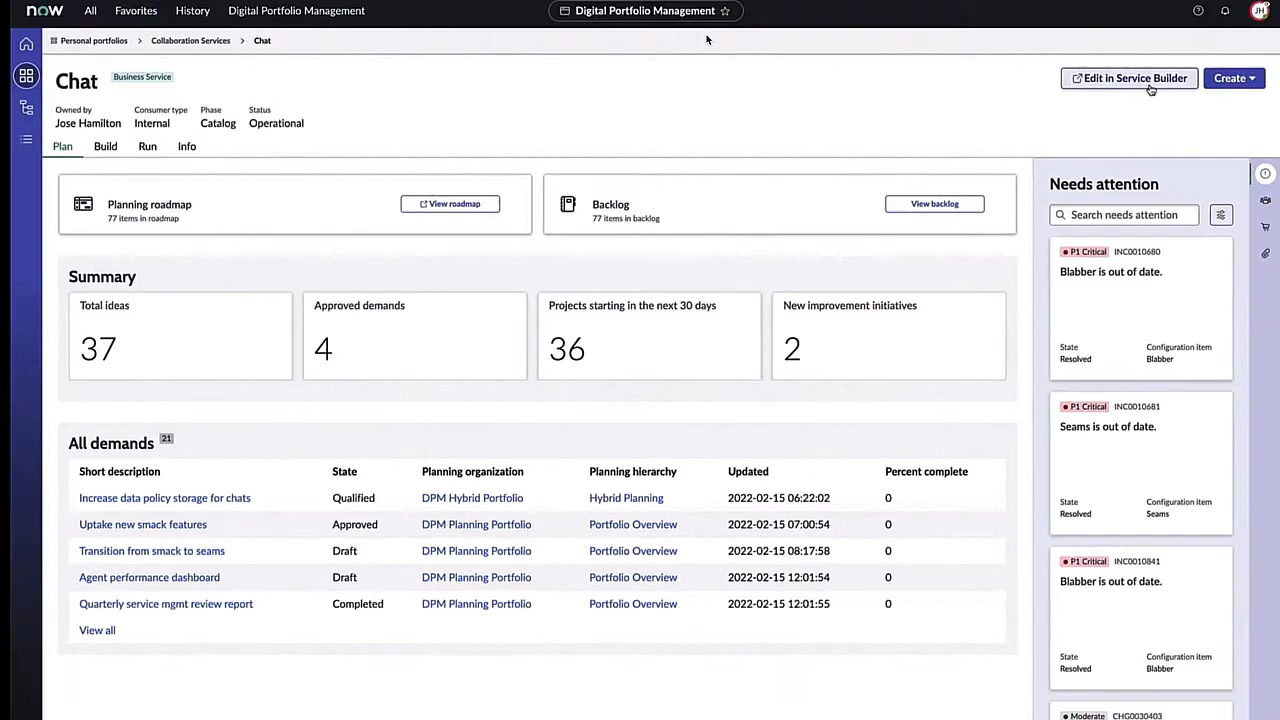 now All Favorites History Digital Portfolio Management Digital Portfolio Management JH
Personal portfolios > Collaboration Services > Chat
Chat Business Service Edit in Service Builder Create
Owned by Consumer type Phase Status
Jose Hamilton Internal Catalog Operational
Plan Build Run Info
Planning roadmap View roadmap
77 items in roadmap
Backlog View backlog
77 items in backlog
Summary
Total ideas Approved demands Projects starting in the next 30 days New improvement initiatives
37 4 36 2
All demands 21
Short description State Planning organization Planning hierarchy Updated Percent complete
Increase data policy storage for chats Qualified DPM Hybrid Portfolio Hybrid Planning 2022-02-15 06:22:02 0
Uptake new smack features Approved DPM Planning Portfolio Portfolio Overview 2022-02-15 07:00:54 0
Transition from smack to seams Draft DPM Planning Portfolio Portfolio Overview 2022-02-15 08:17:58 0
Agent performance dashboard Draft DPM Planning Portfolio Portfolio Overview 2022-02-15 12:01:54 0
Quarterly service mgmt review report Completed DPM Planning Portfolio Portfolio Overview 2022-02-15 12:01:55 0
View all
Needs attention
Search needs attention
P1 Critical INC0010680
Blabber is out of date.
State Configuration item
Resolved Blabber
P1 Critical INC0010681
Seams is out of date.
State Configuration item
Resolved Seams
P1 Critical INC0010841
Blabber is out of date.
State Configuration item
Resolved Blabber
Moderate CHG0030403